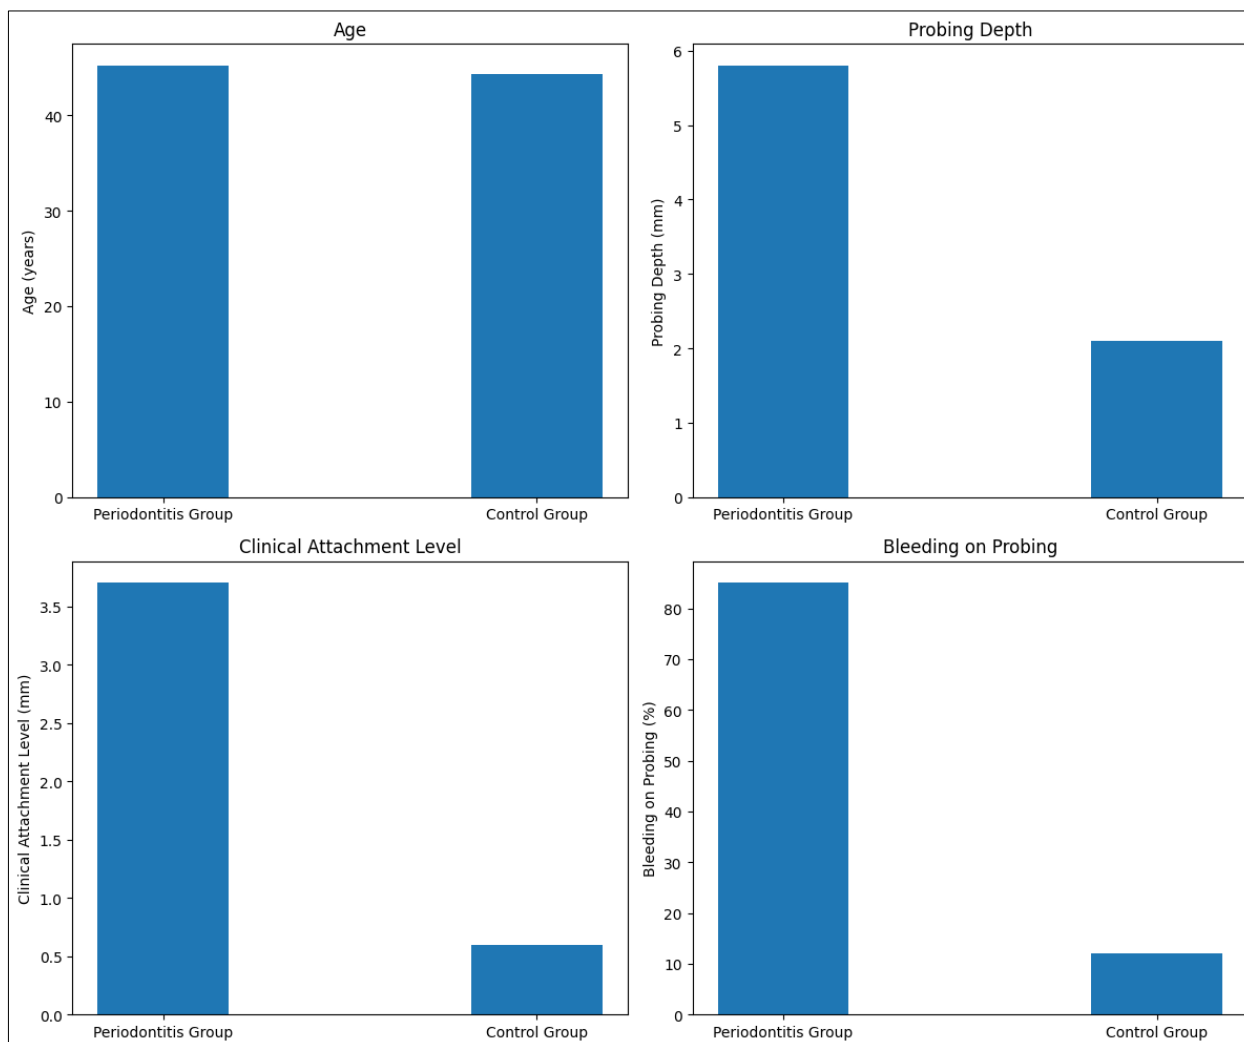 Age
Age (years)
40
30
20
10
0
Periodontitis Group
Control Group
Probing Depth
Probing Depth (mm)
6
5
4
3
2
1
0
Periodontitis Group
Control Group
Clinical Attachment Level
Clinical Attachment Level (mm)
3.5
3.0
2.5
2.0
1.5
1.0
0.5
0.0
Periodontitis Group
Control Group
Bleeding on Probing
Bleeding on Probing (%)
80
70
60
50
40
30
20
10
0
Periodontitis Group
Control Group